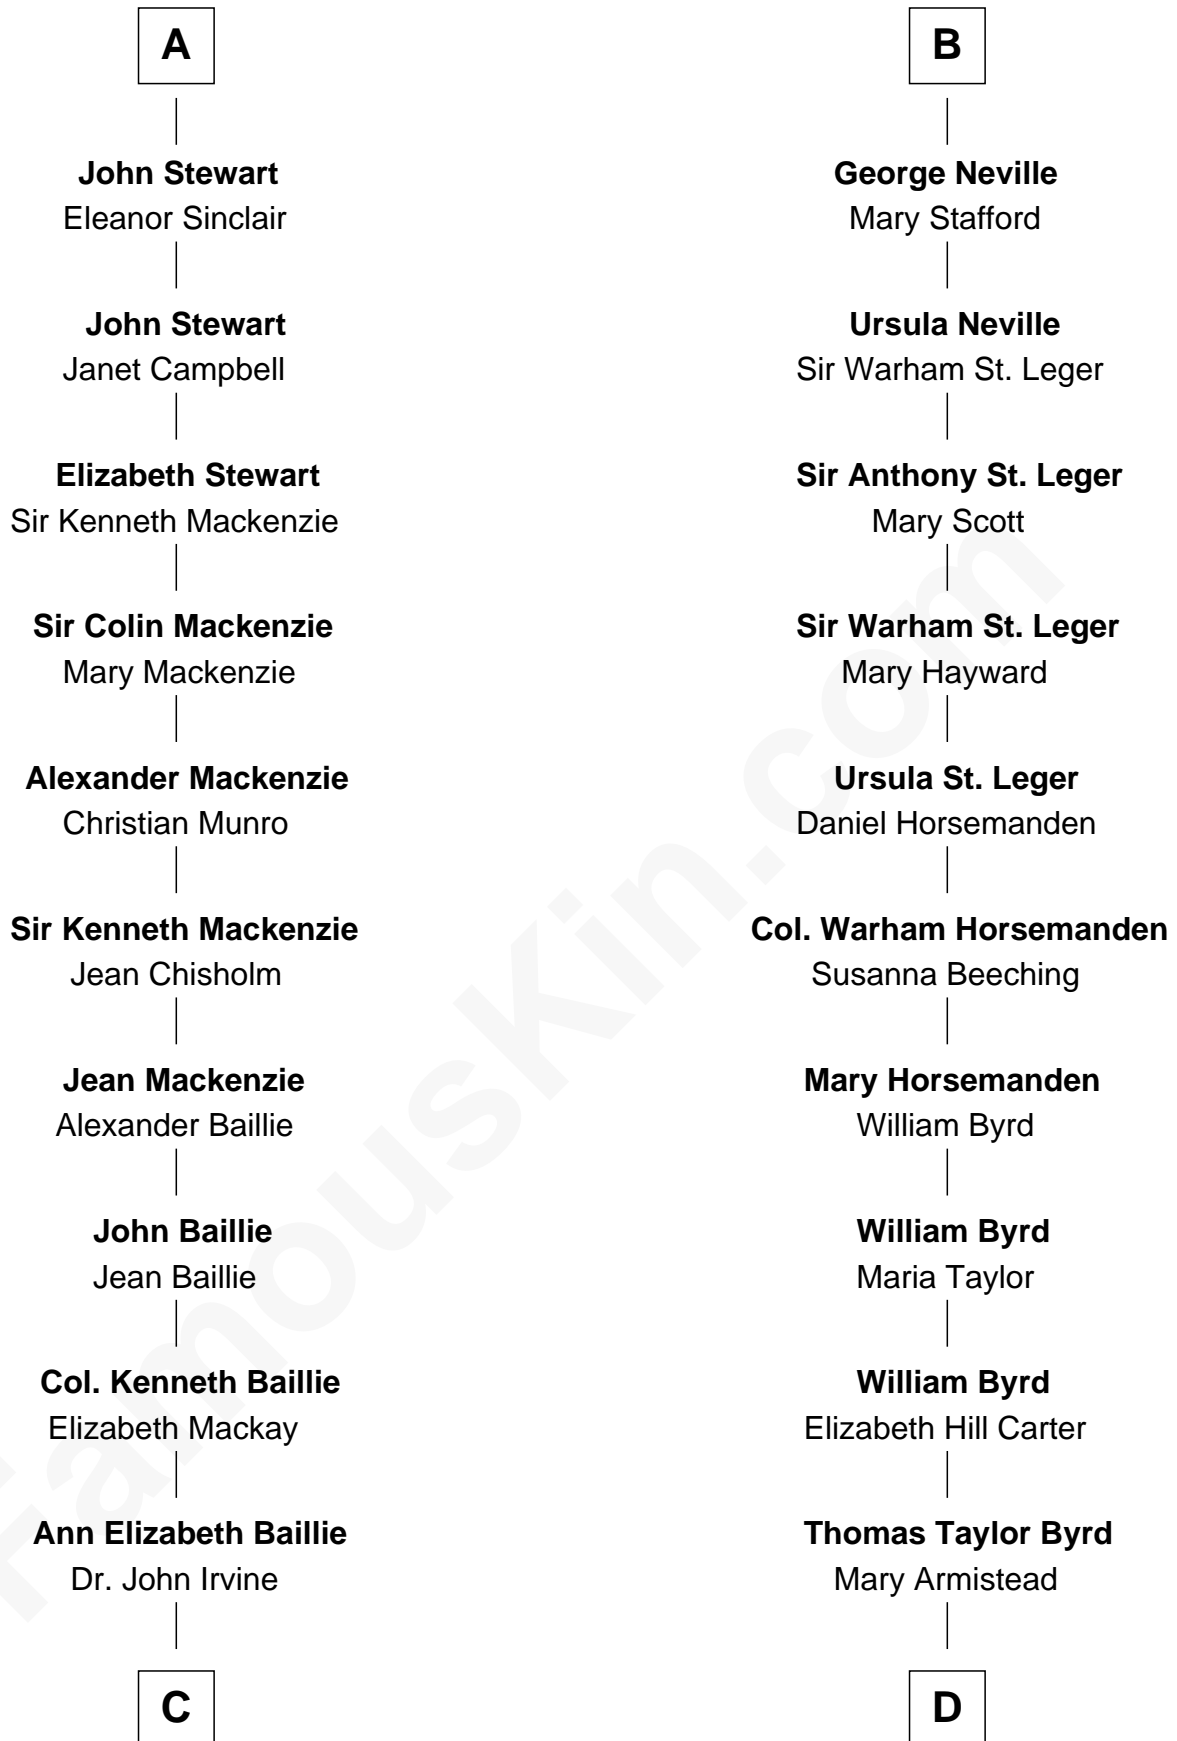 A
John Stewart
Eleanor Sinclair
John Stewart
Janet Campbell
Elizabeth Stewart
Sir Kenneth Mackenzie
Sir Colin Mackenzie
Mary Mackenzie
Alexander Mackenzie
Christian Munro
Sir Kenneth Mackenzie
Jean Chisholm
Jean Mackenzie
Alexander Baillie
John Baillie
Jean Baillie
Col. Kenneth Baillie
Elizabeth Mackay
Ann Elizabeth Baillie
Dr. John Irvine
C
B
George Neville
Mary Stafford
Ursula Neville
Sir Warham St. Leger
Sir Anthony St. Leger
Mary Scott
Sir Warham St. Leger
Mary Hayward
Ursula St. Leger
Daniel Horsemanden
Col. Warham Horsemanden
Susanna Beeching
Mary Horsemanden
William Byrd
William Byrd
Maria Taylor
William Byrd
Elizabeth Hill Carter
Thomas Taylor Byrd
Mary Armistead
D
FamousKin.com